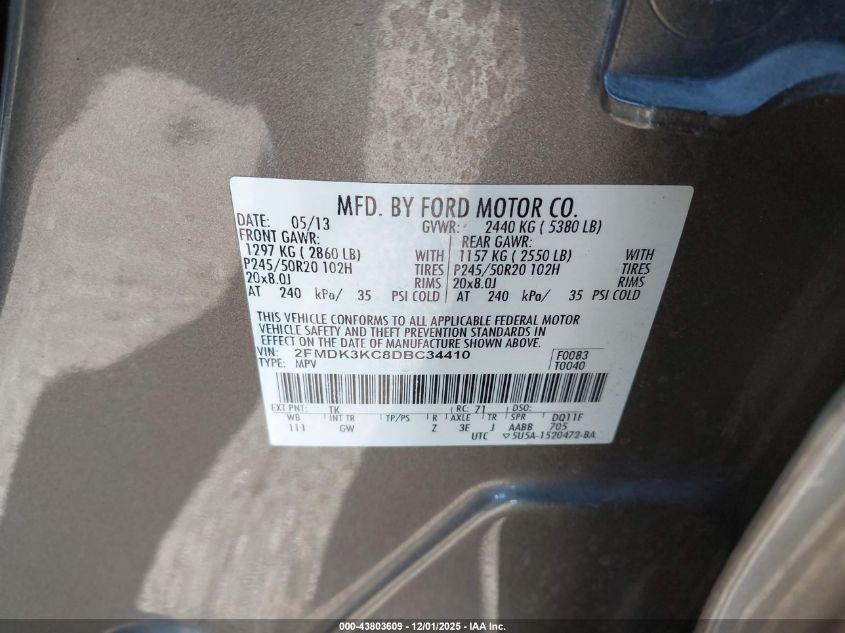 MFD. BY FORD MOTOR CO.
DATE: 05/13 GVWR: 2440 KG ( 5380 LB)
FRONT GAWR: REAR GAWR:
1297 KG ( 2860 LB) WITH 1157 KG ( 2550 LB) WITH
P245/50R20 102H TIRES P245/50R20 102H TIRES
20x8.0J RIMS 20x8.0J RIMS
AT 240 kPa/ 35 PSI COLD AT 240 kPa/ 35 PSI COLD
THIS VEHICLE CONFORMS TO ALL APPLICABLE FEDERAL MOTOR
VEHICLE SAFETY AND THEFT PREVENTION STANDARDS IN
EFFECT ON THE DATE OF MANUFACTURE SHOWN ABOVE.
VIN: 2FMDK3KC8DBC34410 F0083
TYPE: MPV T0040
EXT PNT: TK RC: 71 DSO:
WB INT TR TP/PS R AXLE TR SPR DQ11F
111 GW Z 3E J AABB 705
UTC ▽5U5A-1520472-BA
000-43803609 - 12/01/2025 - IAA Inc.